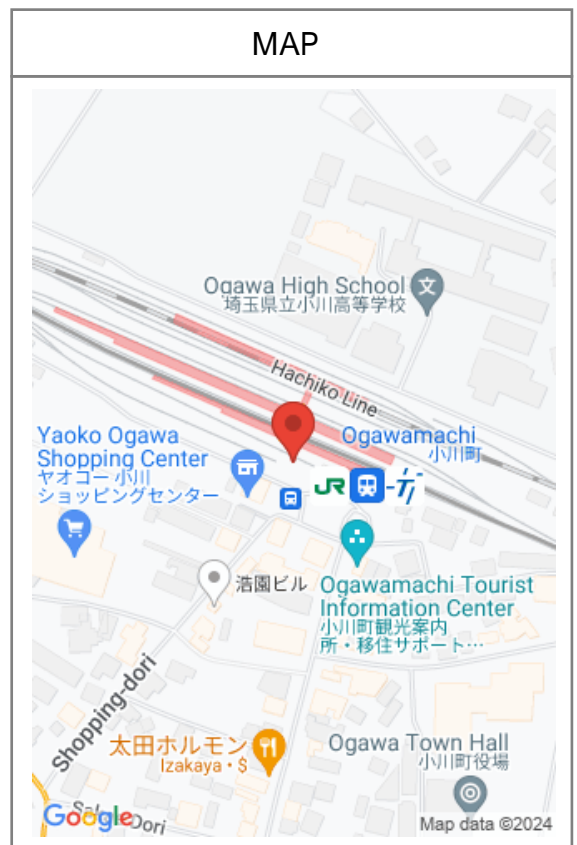 MAP
Ogawa High School
埼玉県立小川高等学校
文
Hachiko Line
Yaoko Ogawa
Shopping Center
ヤオコー 小川
ショッピングセンター
Ogawamachi
小川町
JR
浩園ビル
Ogawamachi Tourist
Information Center
小川町観光案内
所・移住サポート…
Shopping-dori
太田ホルモン
Izakaya・$
Ogawa Town Hall
小川町役場
Google
Dori
Map data ©2024